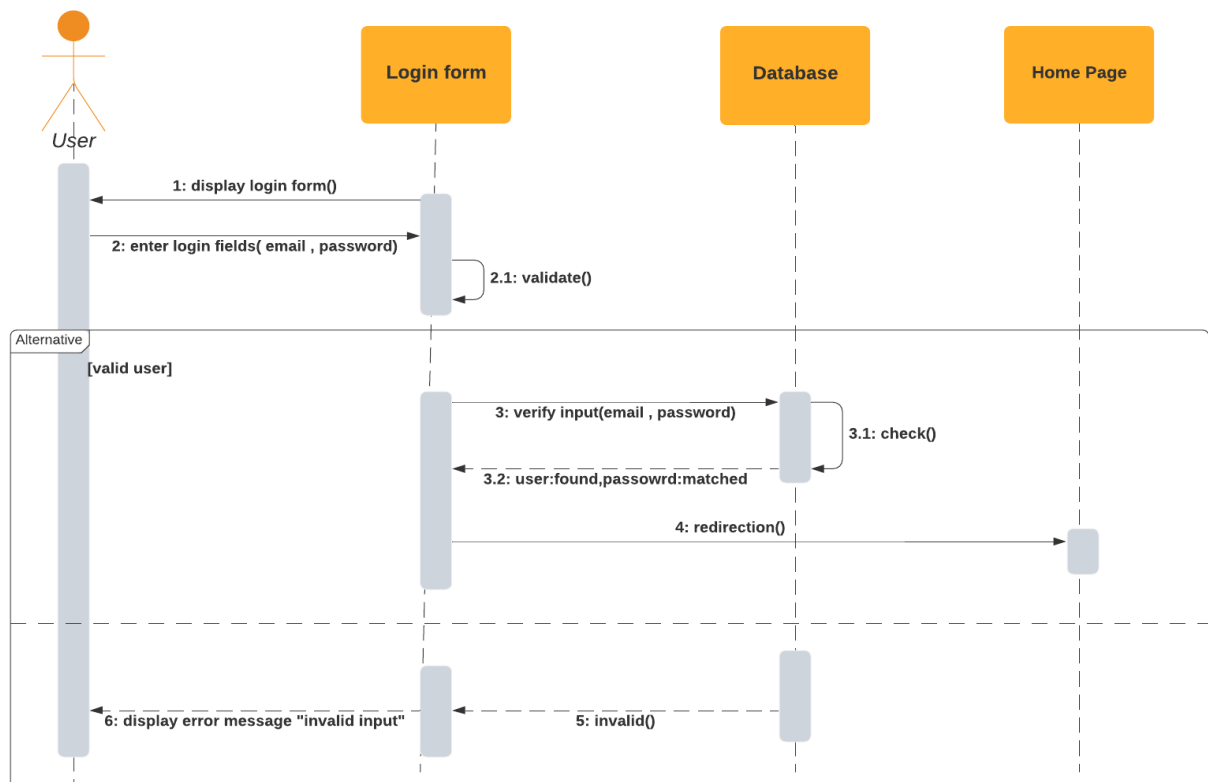 User
Login form
Database
Home Page
1: display login form()
2: enter login fields( email , password)
2.1: validate()
Alternative
[valid user]
3: verify input(email , password)
3.1: check()
3.2: user:found,passowrd:matched
4: redirection()
6: display error message "invalid input"
5: invalid()